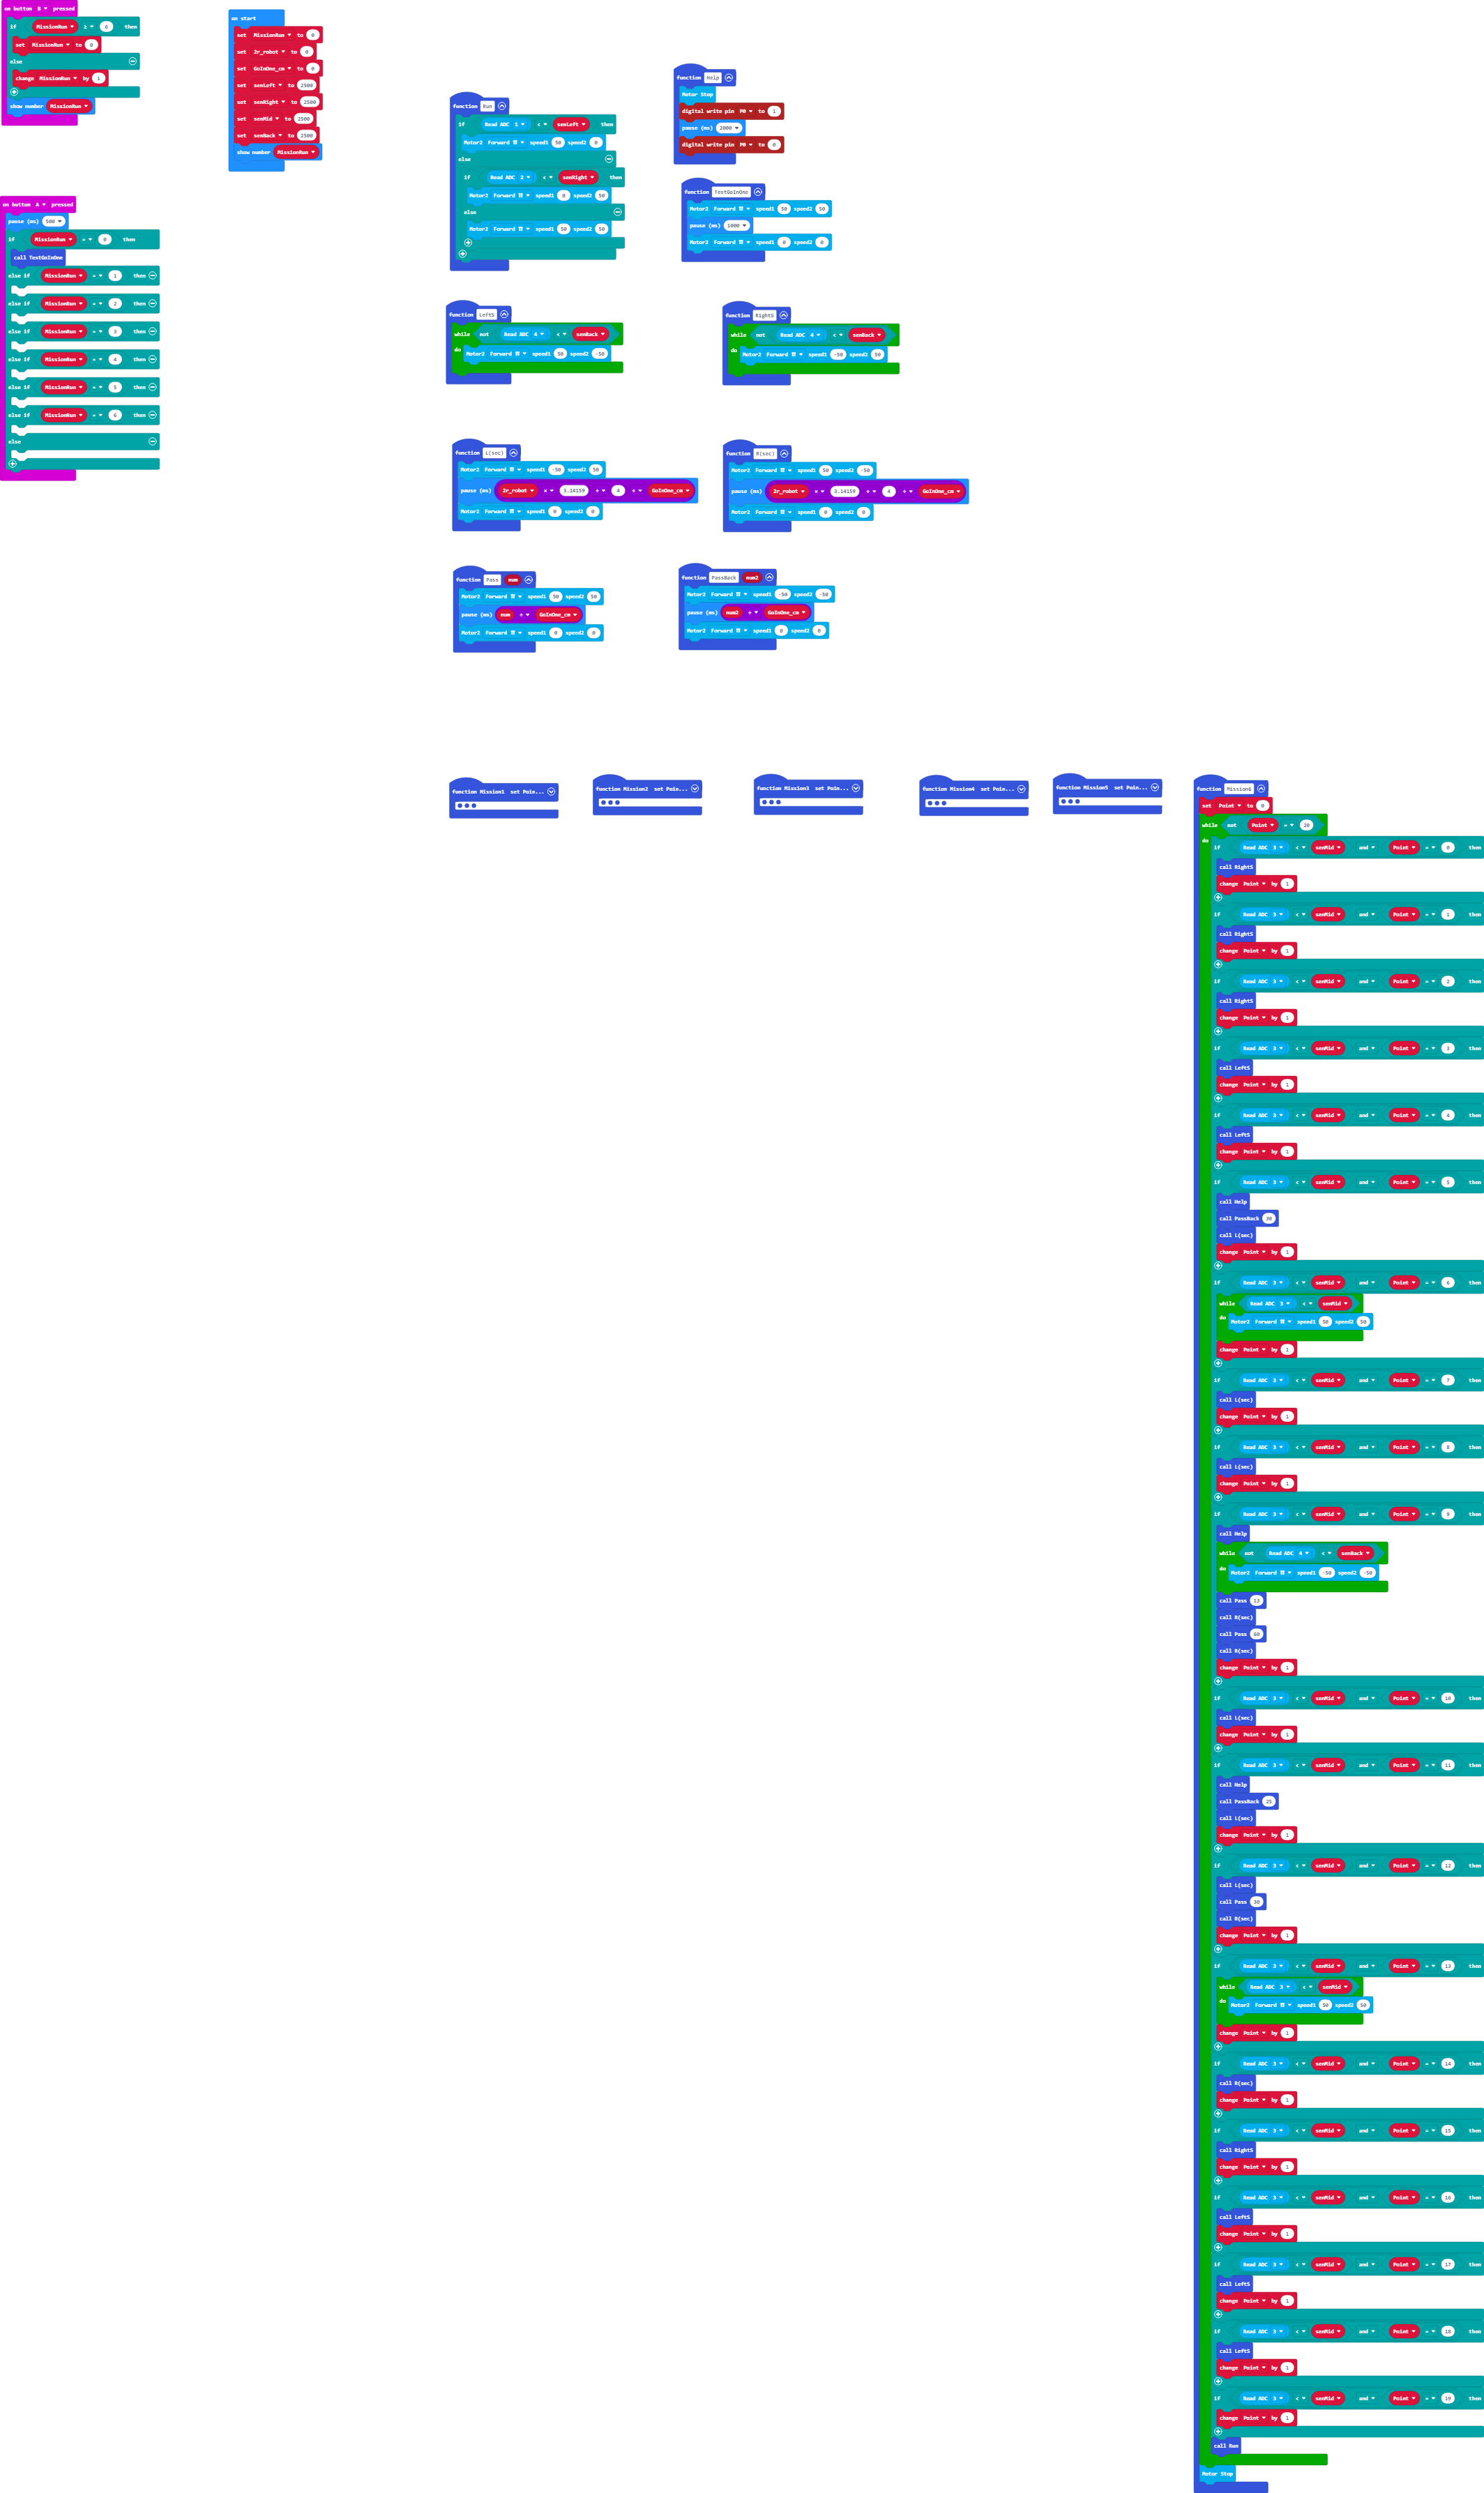 on button B pressed
if MissionRun ≥ 6 then
set MissionRun to 0
else
change MissionRun by 1
show number MissionRun
on start
set MissionRun to 0
set 2r_robot to 0
set GoInOne_cm to 0
set senLeft to 2500
set senRight to 2500
set senMid to 2500
set senBack to 2500
show number MissionRun
on button A pressed
pause (ms) 500
if MissionRun = 0 then
call TestGoInOne
else if MissionRun = 1 then
else if MissionRun = 2 then
else if MissionRun = 3 then
else if MissionRun = 4 then
else if MissionRun = 5 then
else if MissionRun = 6 then
else
function Run
if Read ADC 1 < senLeft then
Motor2 Forward speed1 50 speed2 0
else
if Read ADC 2 < senRight then
Motor2 Forward speed1 0 speed2 50
else
Motor2 Forward speed1 50 speed2 50
function Help
Motor Stop
digital write pin P0 to 1
pause (ms) 2000
digital write pin P0 to 0
function TestGoInOne
Motor2 Forward speed1 50 speed2 50
pause (ms) 1000
Motor2 Forward speed1 0 speed2 0
function LeftS
while not Read ADC 4 < senBack
do Motor2 Forward speed1 50 speed2 -50
function RightS
while not Read ADC 4 < senBack
do Motor2 Forward speed1 -50 speed2 50
function L(sec)
Motor2 Forward speed1 -50 speed2 50
pause (ms) 2r_robot × 3.14159 ÷ 4 ÷ GoInOne_cm
Motor2 Forward speed1 0 speed2 0
function R(sec)
Motor2 Forward speed1 50 speed2 -50
pause (ms) 2r_robot × 3.14159 ÷ 4 ÷ GoInOne_cm
Motor2 Forward speed1 0 speed2 0
function Pass num
Motor2 Forward speed1 50 speed2 50
pause (ms) num ÷ GoInOne_cm
Motor2 Forward speed1 0 speed2 0
function PassBack num2
Motor2 Forward speed1 -50 speed2 -50
pause (ms) num2 ÷ GoInOne_cm
Motor2 Forward speed1 0 speed2 0
function Mission1 set Poin...
function Mission2 set Poin...
function Mission3 set Poin...
function Mission4 set Poin...
function Mission5 set Poin...
function Mission6
set Point to 0
while not Point = 20
do if Read ADC 3 < senMid and Point = 0 then
call RightS
change Point by 1
if Read ADC 3 < senMid and Point = 1 then
call RightS
change Point by 1
if Read ADC 3 < senMid and Point = 2 then
call RightS
change Point by 1
if Read ADC 3 < senMid and Point = 3 then
call LeftS
change Point by 1
if Read ADC 3 < senMid and Point = 4 then
call LeftS
change Point by 1
if Read ADC 3 < senMid and Point = 5 then
call Help
call PassBack 30
call L(sec)
change Point by 1
if Read ADC 3 < senMid and Point = 6 then
while Read ADC 3 < senMid
do Motor2 Forward speed1 50 speed2 50
change Point by 1
if Read ADC 3 < senMid and Point = 7 then
call L(sec)
change Point by 1
if Read ADC 3 < senMid and Point = 8 then
call L(sec)
change Point by 1
if Read ADC 3 < senMid and Point = 9 then
call Help
while not Read ADC 4 < senBack
do Motor2 Forward speed1 -50 speed2 -50
call Pass 13
call R(sec)
call Pass 60
call R(sec)
change Point by 1
if Read ADC 3 < senMid and Point = 10 then
call L(sec)
change Point by 1
if Read ADC 3 < senMid and Point = 11 then
call Help
call PassBack 25
call L(sec)
change Point by 1
if Read ADC 3 < senMid and Point = 12 then
call L(sec)
call Pass 30
call R(sec)
change Point by 1
if Read ADC 3 < senMid and Point = 13 then
while Read ADC 3 < senMid
do Motor2 Forward speed1 50 speed2 50
change Point by 1
if Read ADC 3 < senMid and Point = 14 then
call R(sec)
change Point by 1
if Read ADC 3 < senMid and Point = 15 then
call RightS
change Point by 1
if Read ADC 3 < senMid and Point = 16 then
call LeftS
change Point by 1
if Read ADC 3 < senMid and Point = 17 then
call LeftS
change Point by 1
if Read ADC 3 < senMid and Point = 18 then
call LeftS
change Point by 1
if Read ADC 3 < senMid and Point = 19 then
change Point by 1
call Run
Motor Stop